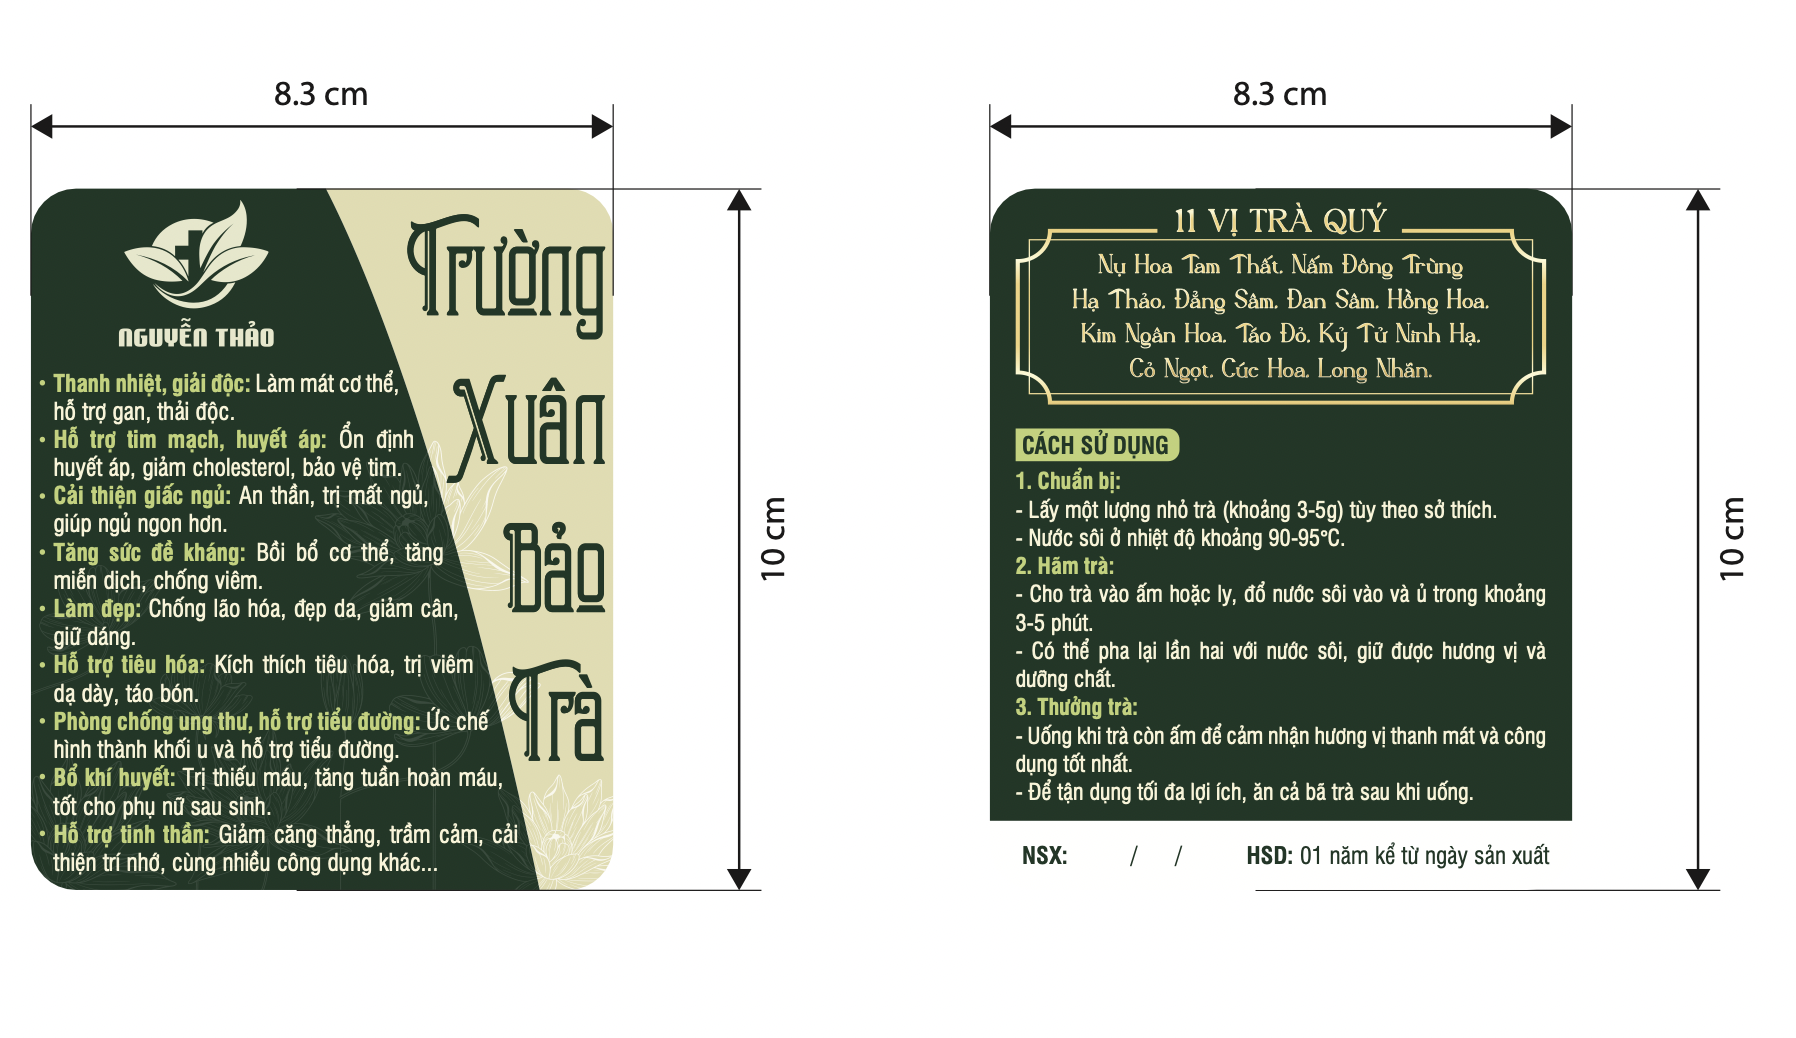 8.3 cm
NGUYỄN THẢO
Trường
Xuân
Bảo
Trà
• Thanh nhiệt, giải độc: Làm mát cơ thể,
hỗ trợ gan, thải độc.
• Hỗ trợ tim mạch, huyết áp: Ổn định
huyết áp, giảm cholesterol, bảo vệ tim.
• Cải thiện giấc ngủ: An thần, trị mất ngủ,
giúp ngủ ngon hơn.
• Tăng sức đề kháng: Bồi bổ cơ thể, tăng
miễn dịch, chống viêm.
• Làm đẹp: Chống lão hóa, đẹp da, giảm cân,
giữ dáng.
• Hỗ trợ tiêu hóa: Kích thích tiêu hóa, trị viêm
dạ dày, táo bón.
• Phòng chống ung thư, hỗ trợ tiểu đường: Ức chế
hình thành khối u và hỗ trợ tiểu đường.
• Bổ khí huyết: Trị thiếu máu, tăng tuần hoàn máu,
tốt cho phụ nữ sau sinh.
• Hỗ trợ tinh thần: Giảm căng thẳng, trầm cảm, cải
thiện trí nhớ, cùng nhiều công dụng khác...
10 cm
8.3 cm
11 VỊ TRÀ QUÝ
Nụ Hoa Tam Thất. Nấm Đông Trùng
Hạ Thảo. Đẳng Sâm. Đan Sâm. Hồng Hoa.
Kim Ngân Hoa. Táo Đỏ. Kỷ Tử Ninh Hạ.
Cỏ Ngọt. Cúc Hoa. Long Nhãn.
CÁCH SỬ DỤNG
1. Chuẩn bị:
- Lấy một lượng nhỏ trà (khoảng 3-5g) tùy theo sở thích.
- Nước sôi ở nhiệt độ khoảng 90-95°C.
2. Hãm trà:
- Cho trà vào ấm hoặc ly, đổ nước sôi vào và ủ trong khoảng
3-5 phút.
- Có thể pha lại lần hai với nước sôi, giữ được hương vị và
dưỡng chất.
3. Thưởng trà:
- Uống khi trà còn ấm để cảm nhận hương vị thanh mát và công
dụng tốt nhất.
- Để tận dụng tối đa lợi ích, ăn cả bã trà sau khi uống.
NSX: / / HSD: 01 năm kể từ ngày sản xuất
10 cm